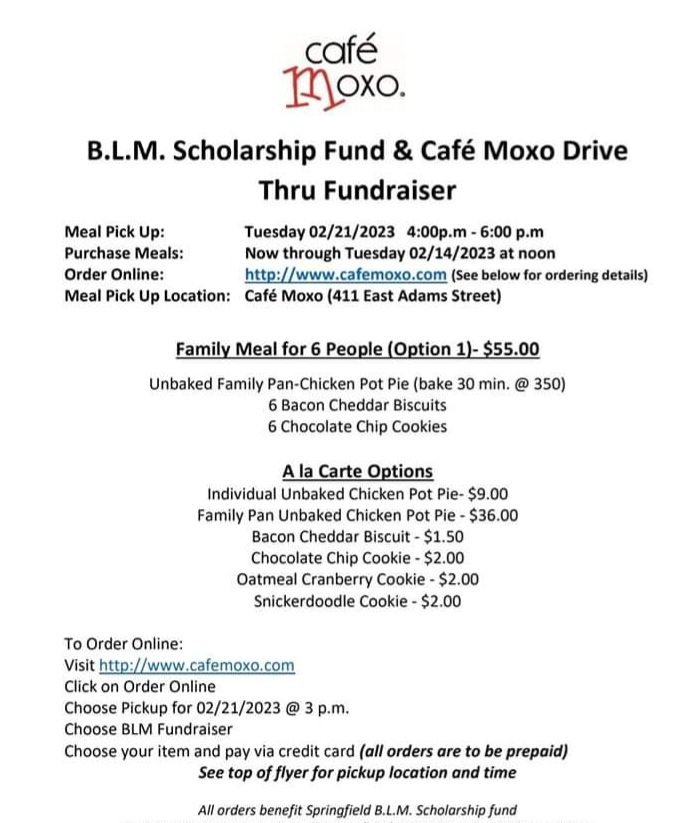 café
moxo.
B.L.M. Scholarship Fund & Café Moxo Drive
Thru Fundraiser
Meal Pick Up: Tuesday 02/21/2023 4:00p.m - 6:00 p.m
Purchase Meals: Now through Tuesday 02/14/2023 at noon
Order Online: http://www.cafemoxo.com (See below for ordering details)
Meal Pick Up Location: Café Moxo (411 East Adams Street)
Family Meal for 6 People (Option 1)- $55.00
Unbaked Family Pan-Chicken Pot Pie (bake 30 min. @ 350)
6 Bacon Cheddar Biscuits
6 Chocolate Chip Cookies
A la Carte Options
Individual Unbaked Chicken Pot Pie- $9.00
Family Pan Unbaked Chicken Pot Pie - $36.00
Bacon Cheddar Biscuit - $1.50
Chocolate Chip Cookie - $2.00
Oatmeal Cranberry Cookie - $2.00
Snickerdoodle Cookie - $2.00
To Order Online:
Visit http://www.cafemoxo.com
Click on Order Online
Choose Pickup for 02/21/2023 @ 3 p.m.
Choose BLM Fundraiser
Choose your item and pay via credit card (all orders are to be prepaid)
See top of flyer for pickup location and time
All orders benefit Springfield B.L.M. Scholarship fund